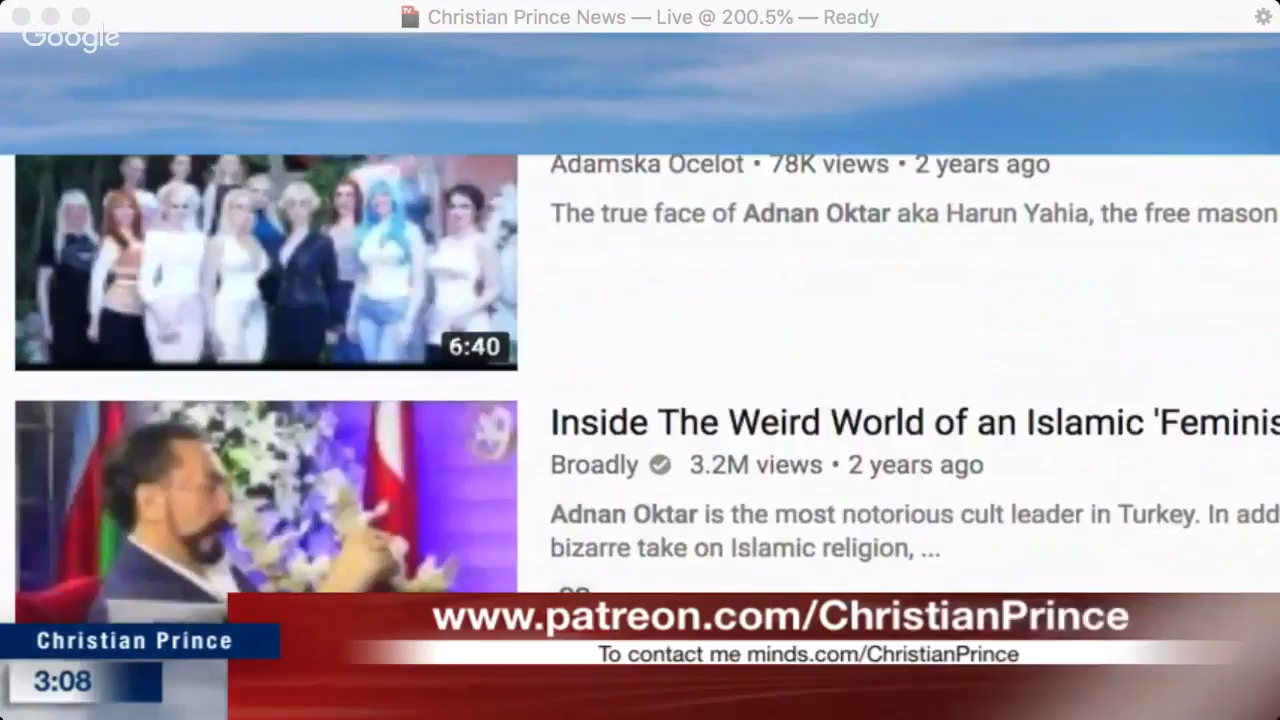 Christian Prince News — Live @ 200.5% — Ready
Google
Adamska Ocelot • 78K views • 2 years ago
The true face of Adnan Oktar aka Harun Yahia, the free mason
6:40
Inside The Weird World of an Islamic 'Feminis
Broadly 3.2M views • 2 years ago
Adnan Oktar is the most notorious cult leader in Turkey. In add
bizarre take on Islamic religion, ...
www.patreon.com/ChristianPrince
Christian Prince
To contact me minds.com/ChristianPrince
3:08